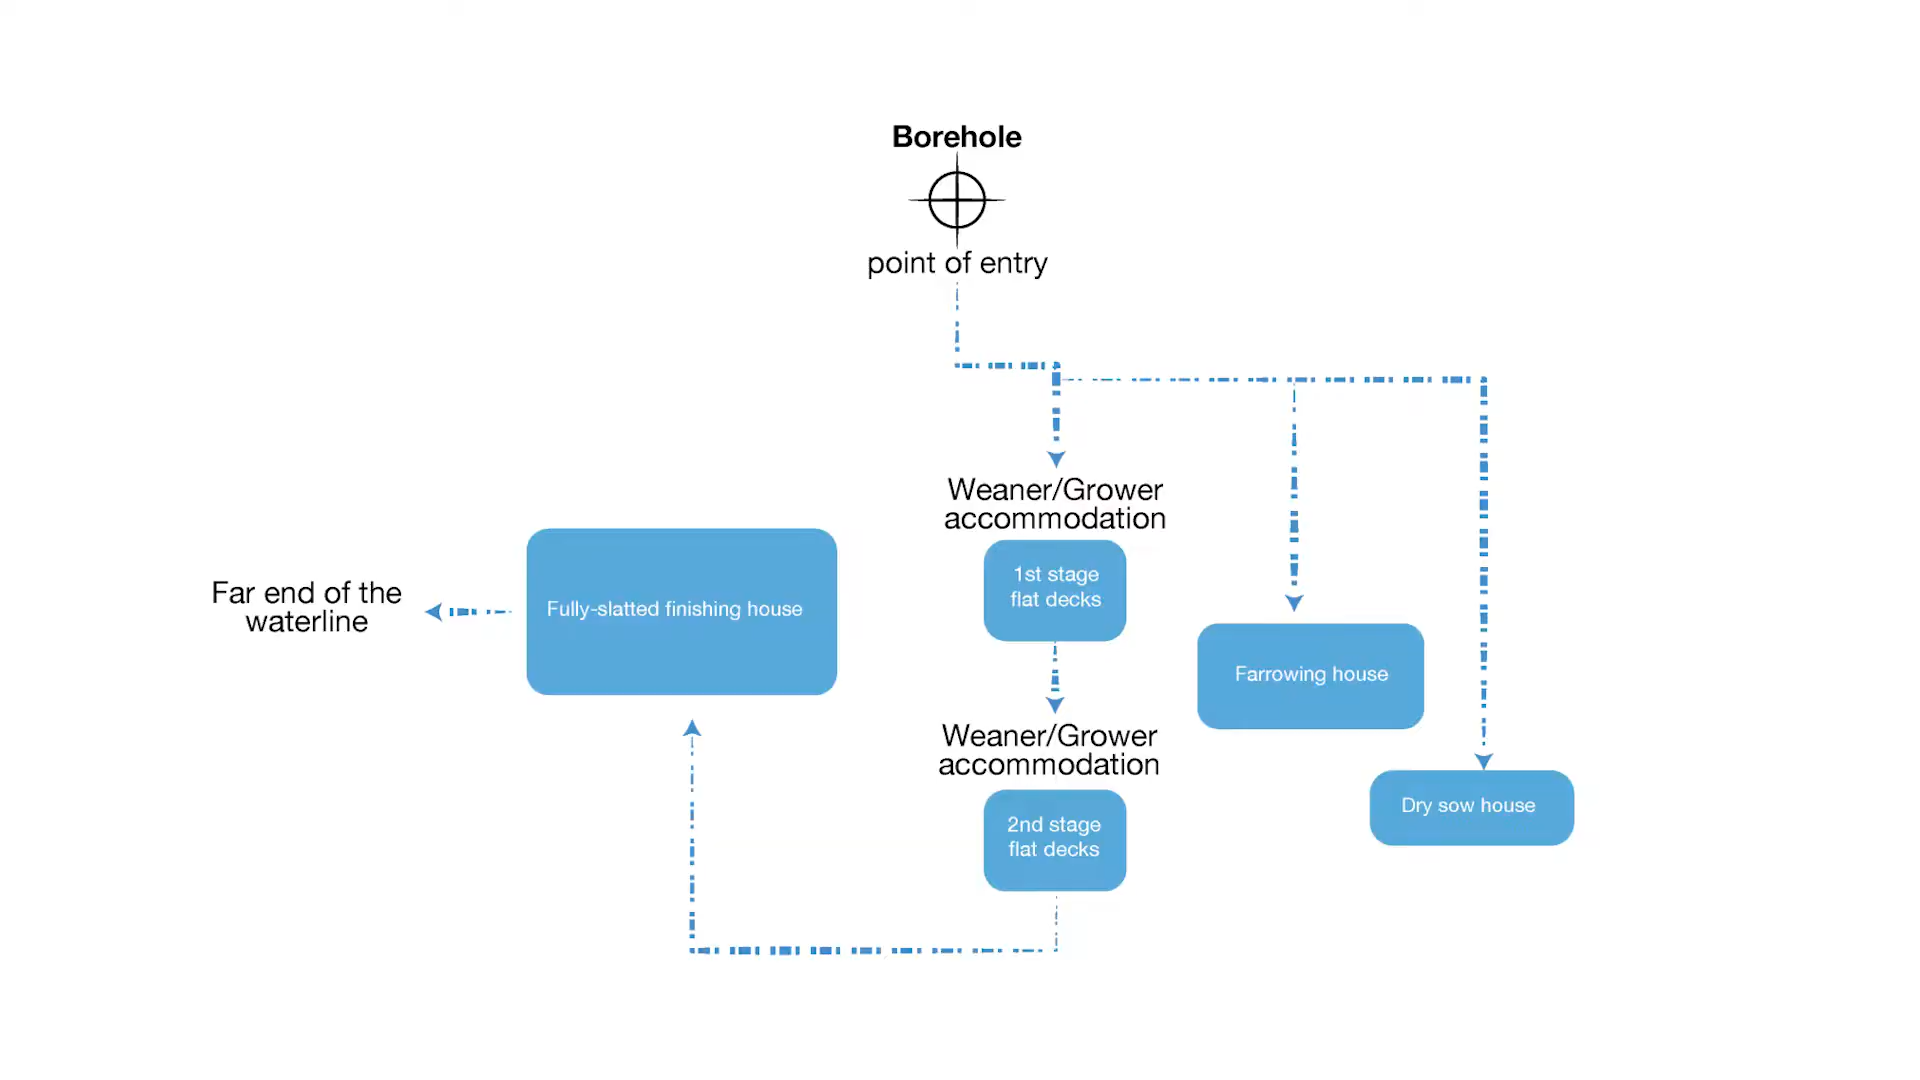 Borehole
point of entry
Weaner/Grower
accommodation
1st stage
flat decks
Far end of the
waterline
Fully-slatted finishing house
Farrowing house
Weaner/Grower
accommodation
2nd stage
flat decks
Dry sow house